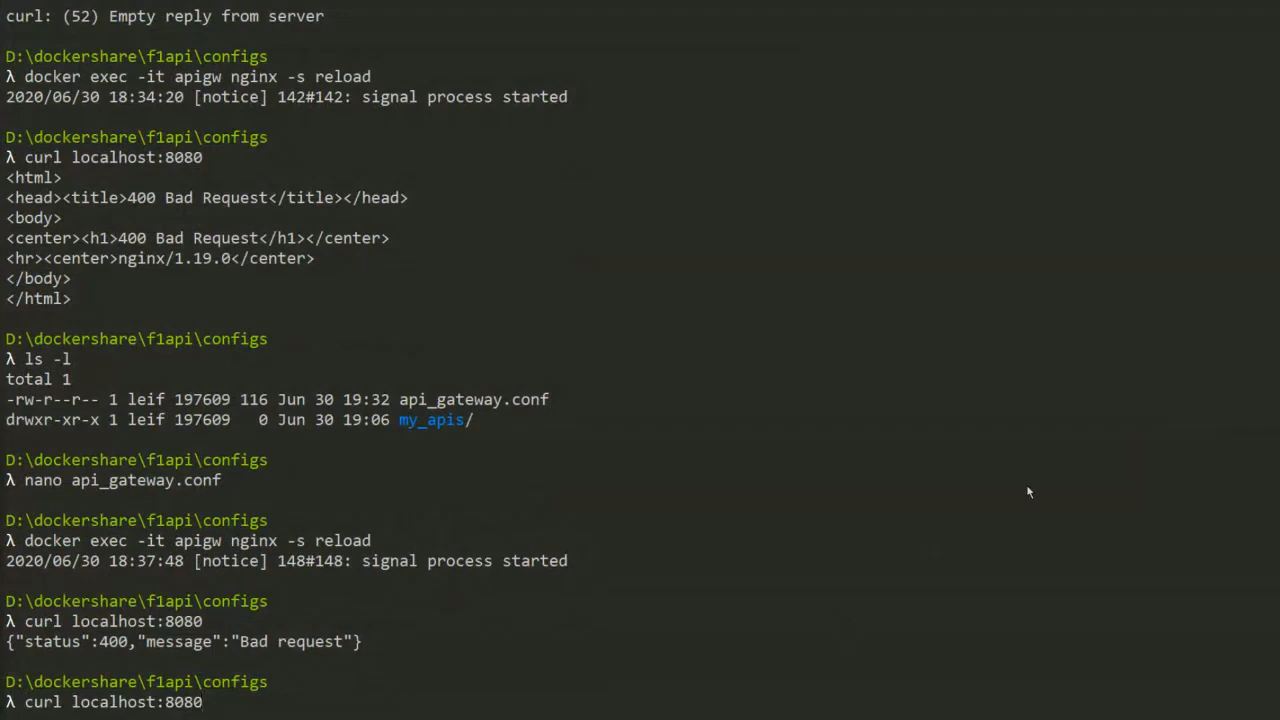 curl: (52) Empty reply from server
D:\dockershare\f1api\configs
λ docker exec -it apigw nginx -s reload
2020/06/30 18:34:20 [notice] 142#142: signal process started
D:\dockershare\f1api\configs
λ curl localhost:8080
<html>
<head><title>400 Bad Request</title></head>
<body>
<center><h1>400 Bad Request</h1></center>
<hr><center>nginx/1.19.0</center>
</body>
</html>
D:\dockershare\f1api\configs
λ ls -l
total 1
-rw-r--r-- 1 leif 197609 116 Jun 30 19:32 api_gateway.conf
drwxr-xr-x 1 leif 197609   0 Jun 30 19:06 my_apis/
D:\dockershare\f1api\configs
λ nano api_gateway.conf
D:\dockershare\f1api\configs
λ docker exec -it apigw nginx -s reload
2020/06/30 18:37:48 [notice] 148#148: signal process started
D:\dockershare\f1api\configs
λ curl localhost:8080
{"status":400,"message":"Bad request"}
D:\dockershare\f1api\configs
λ curl localhost:8080